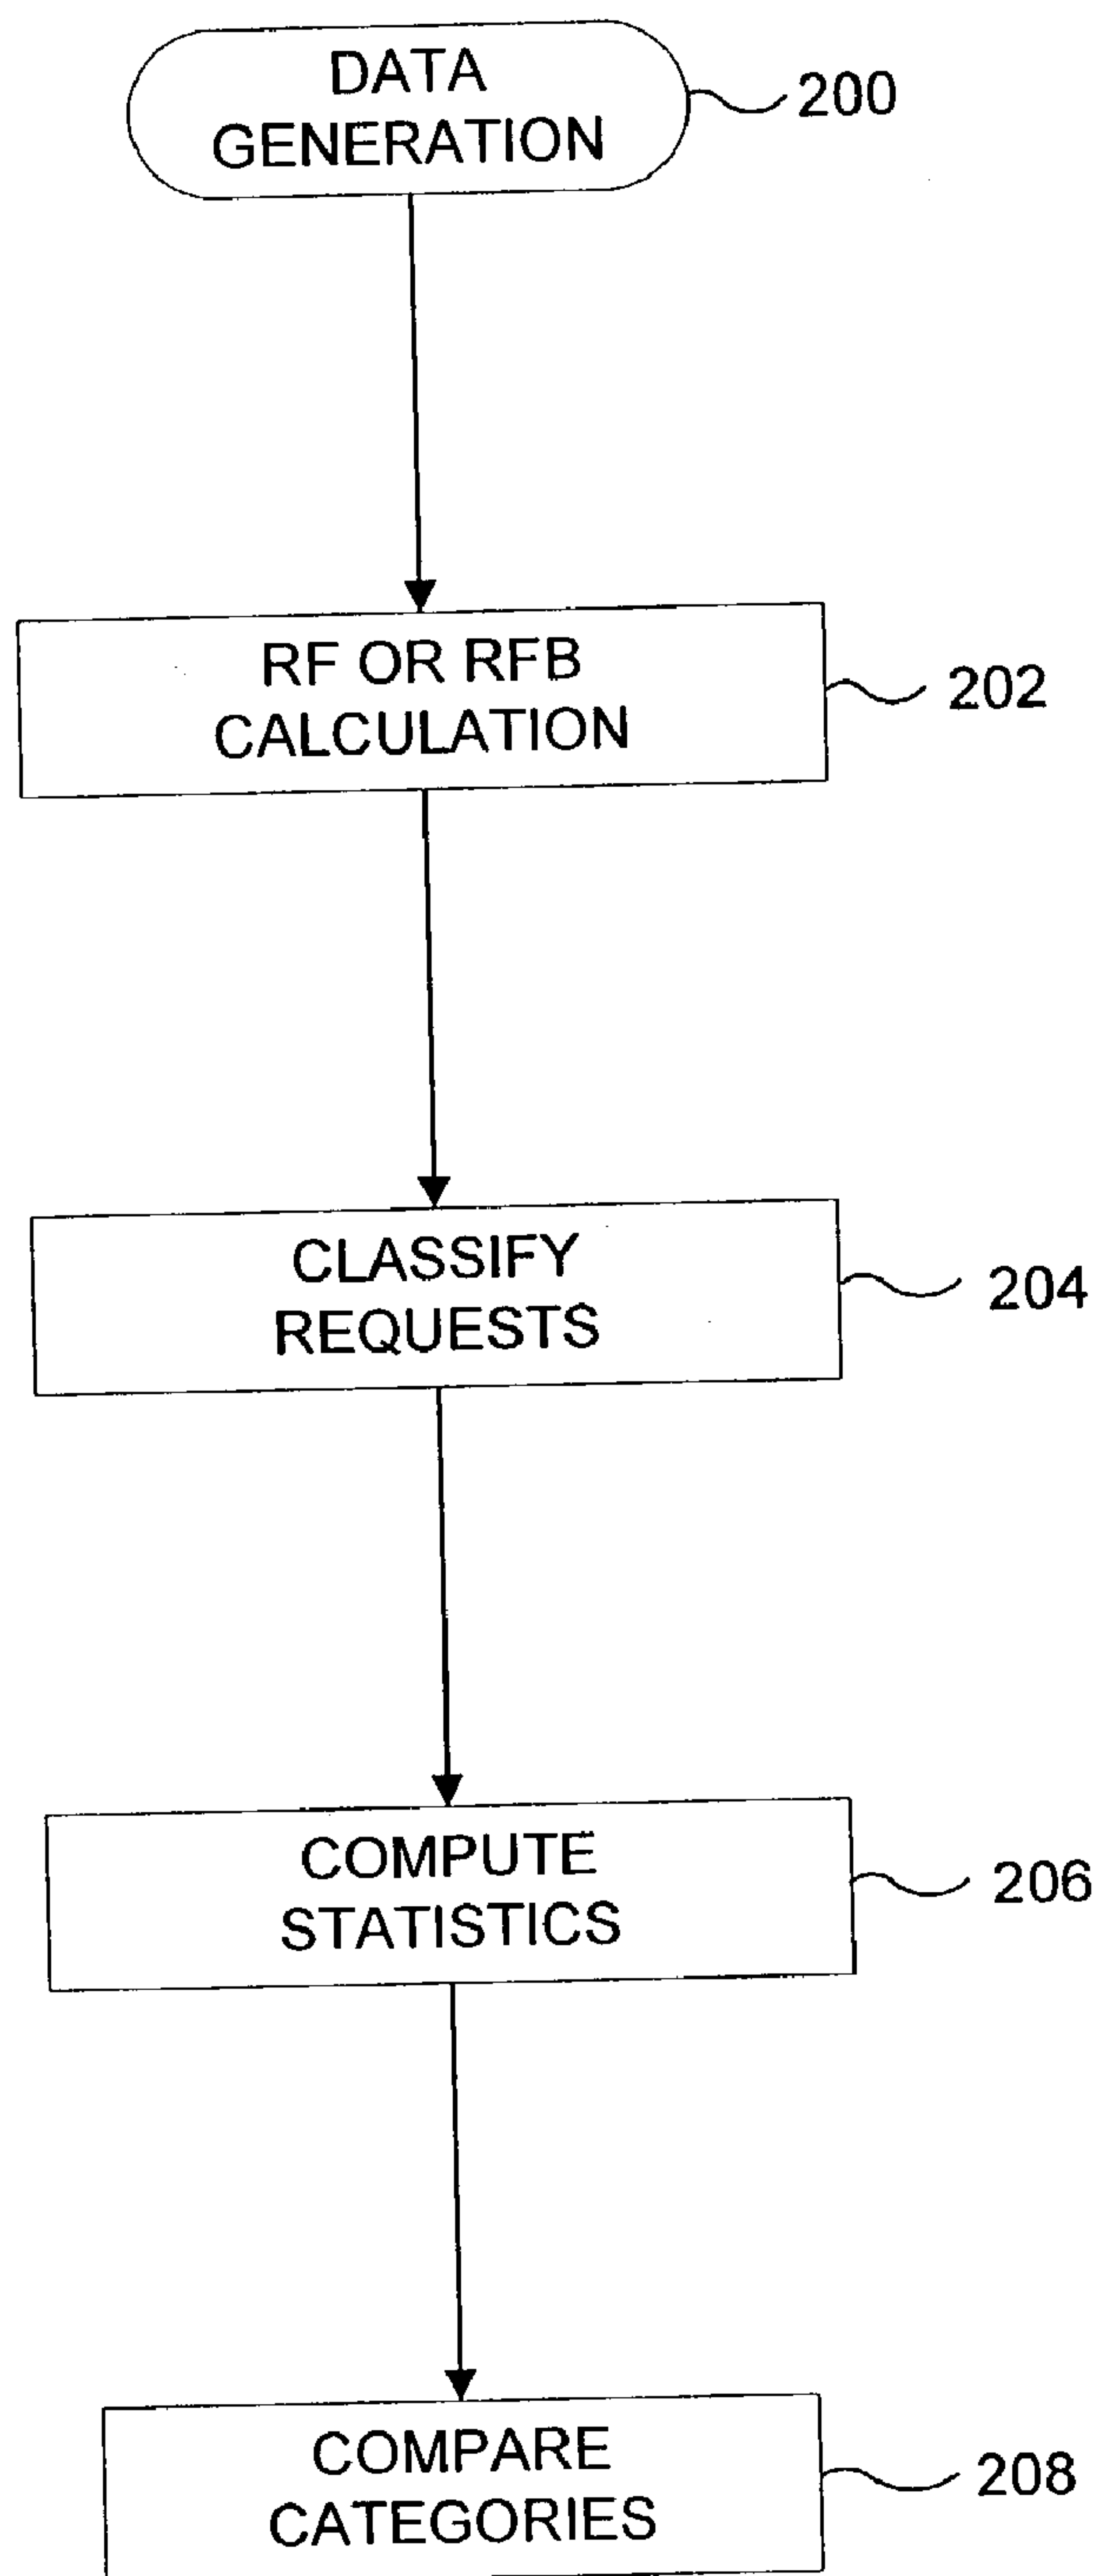 DATA
GENERATION
200
RF OR RFB
CALCULATION
202
CLASSIFY
REQUESTS
204
COMPUTE
STATISTICS
206
COMPARE
CATEGORIES
208